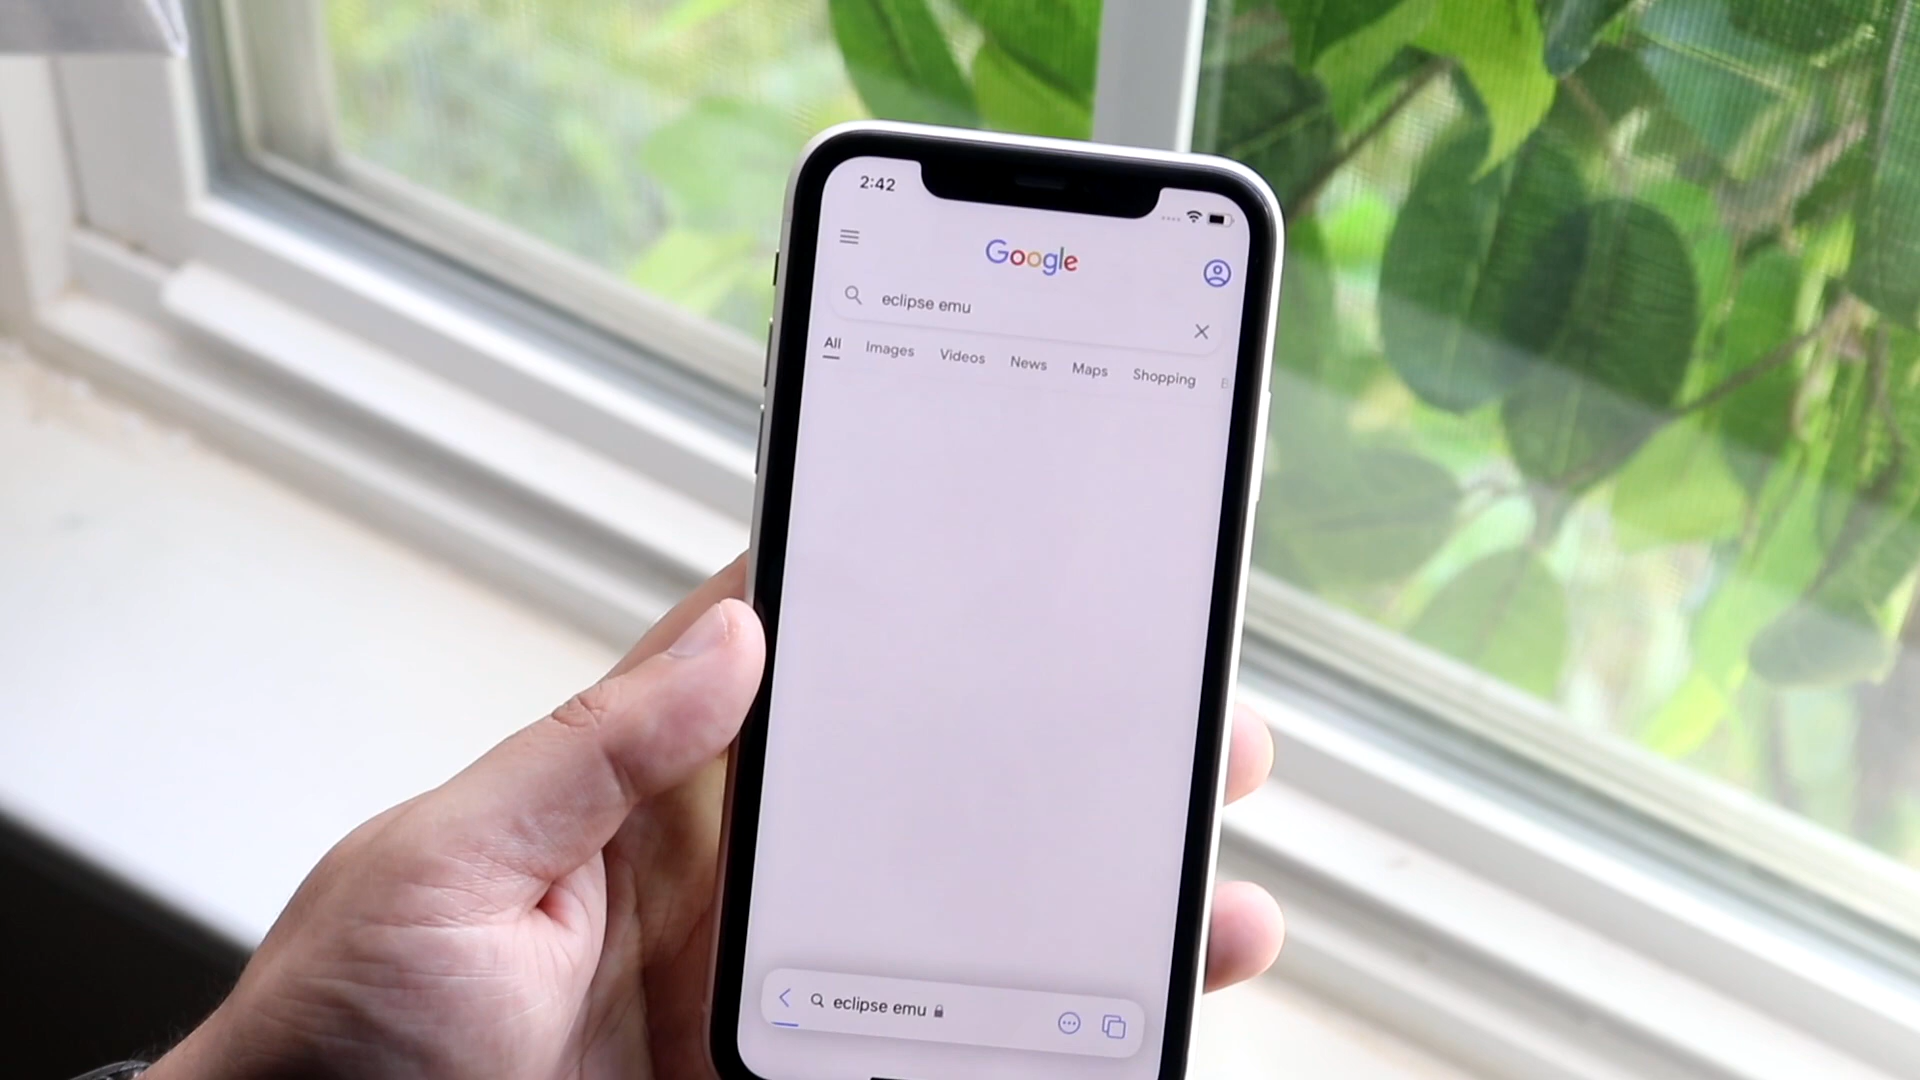 2:42
Google
eclipse emu
All Images Videos News Maps Shopping
eclipse emu